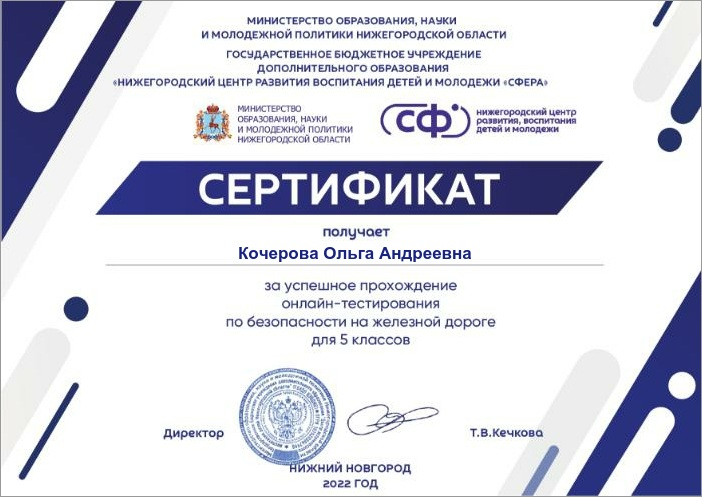 МИНИСТЕРСТВО ОБРАЗОВАНИЯ, НАУКИ
И МОЛОДЕЖНОЙ ПОЛИТИКИ НИЖЕГОРОДСКОЙ ОБЛАСТИ
ГОСУДАРСТВЕННОЕ БЮДЖЕТНОЕ УЧРЕЖДЕНИЕ
ДОПОЛНИТЕЛЬНОГО ОБРАЗОВАНИЯ
«НИЖЕГОРОДСКИЙ ЦЕНТР РАЗВИТИЯ ВОСПИТАНИЯ ДЕТЕЙ И МОЛОДЕЖИ «СФЕРА»
МИНИСТЕРСТВО
ОБРАЗОВАНИЯ, НАУКИ
И МОЛОДЕЖНОЙ ПОЛИТИКИ
НИЖЕГОРОДСКОЙ ОБЛАСТИ
сф
нижегородский центр
развития, воспитания
детей и молодежи
СЕРТИФИКАТ
получает
Кочерова Ольга Андреевна
за успешное прохождение
онлайн-тестирования
по безопасности на железной дороге
для 5 классов
Директор
Т.В.Кечкова
НИЖНИЙ НОВГОРОД
2022 ГОД